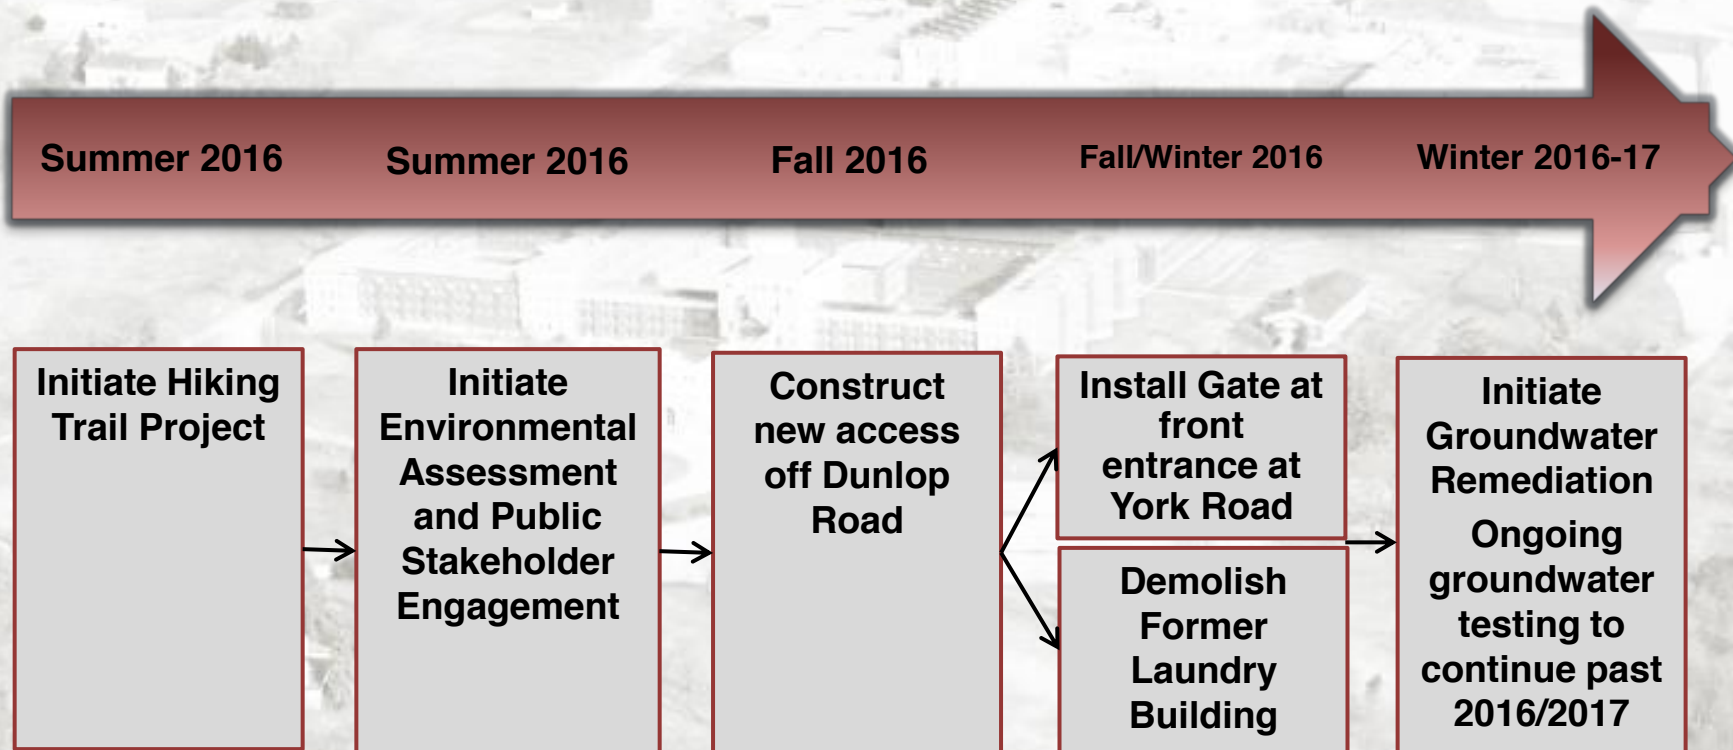 Summer 2016
Summer 2016
Fall 2016
Fall/Winter 2016
Winter 2016-17
Initiate Hiking
Trail Project
Initiate
Environmental
Assessment
and Public
Stakeholder
Engagement
Construct
new access
off Dunlop
Road
Install Gate at
front
entrance at
York Road
Demolish
Former
Laundry
Building
Initiate
Groundwater
Remediation
Ongoing
groundwater
testing to
continue past
2016/2017